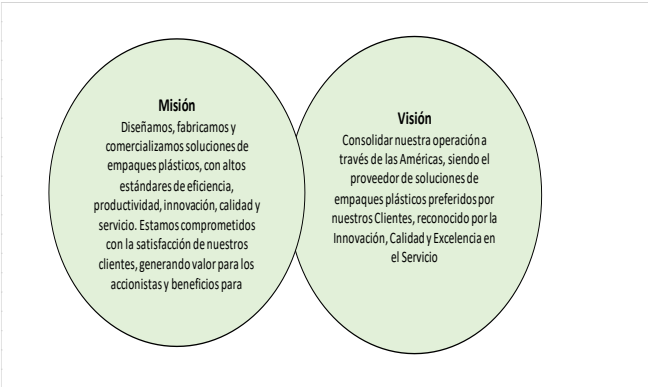 Misión
Diseñamos, fabricamos y
comercializamos soluciones de
empaques plásticos, con altos
estándares de eficiencia,
productividad, innovación, calidad y
servicio. Estamos comprometidos
con la satisfacción de nuestros
clientes, generando valor para los
accionistas y beneficios para
Visión
Consolidar nuestra operación a
través de las Américas, siendo el
proveedor de soluciones de
empaques plásticos preferidos por
nuestros Clientes, reconocido por la
Innovación, Calidad y Excelencia en
el Servicio